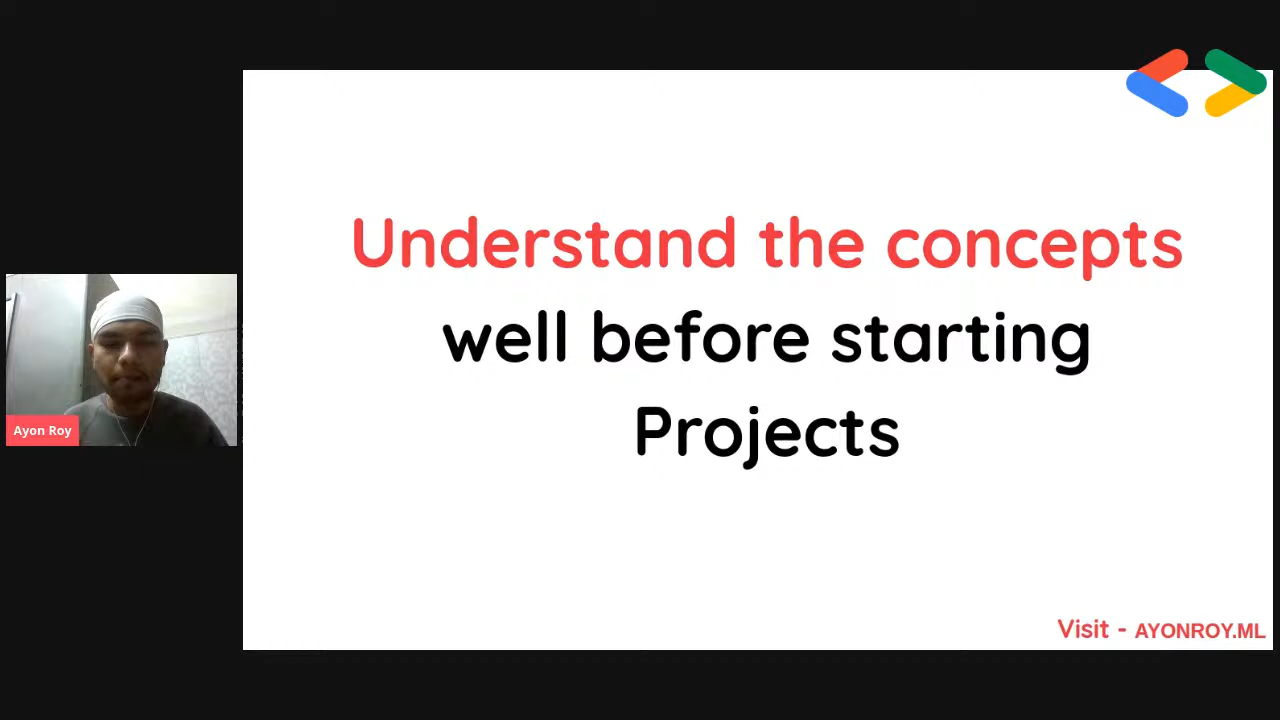 Understand the concepts
well before starting
Projects
Ayon Roy
Visit - AYONROY.ML